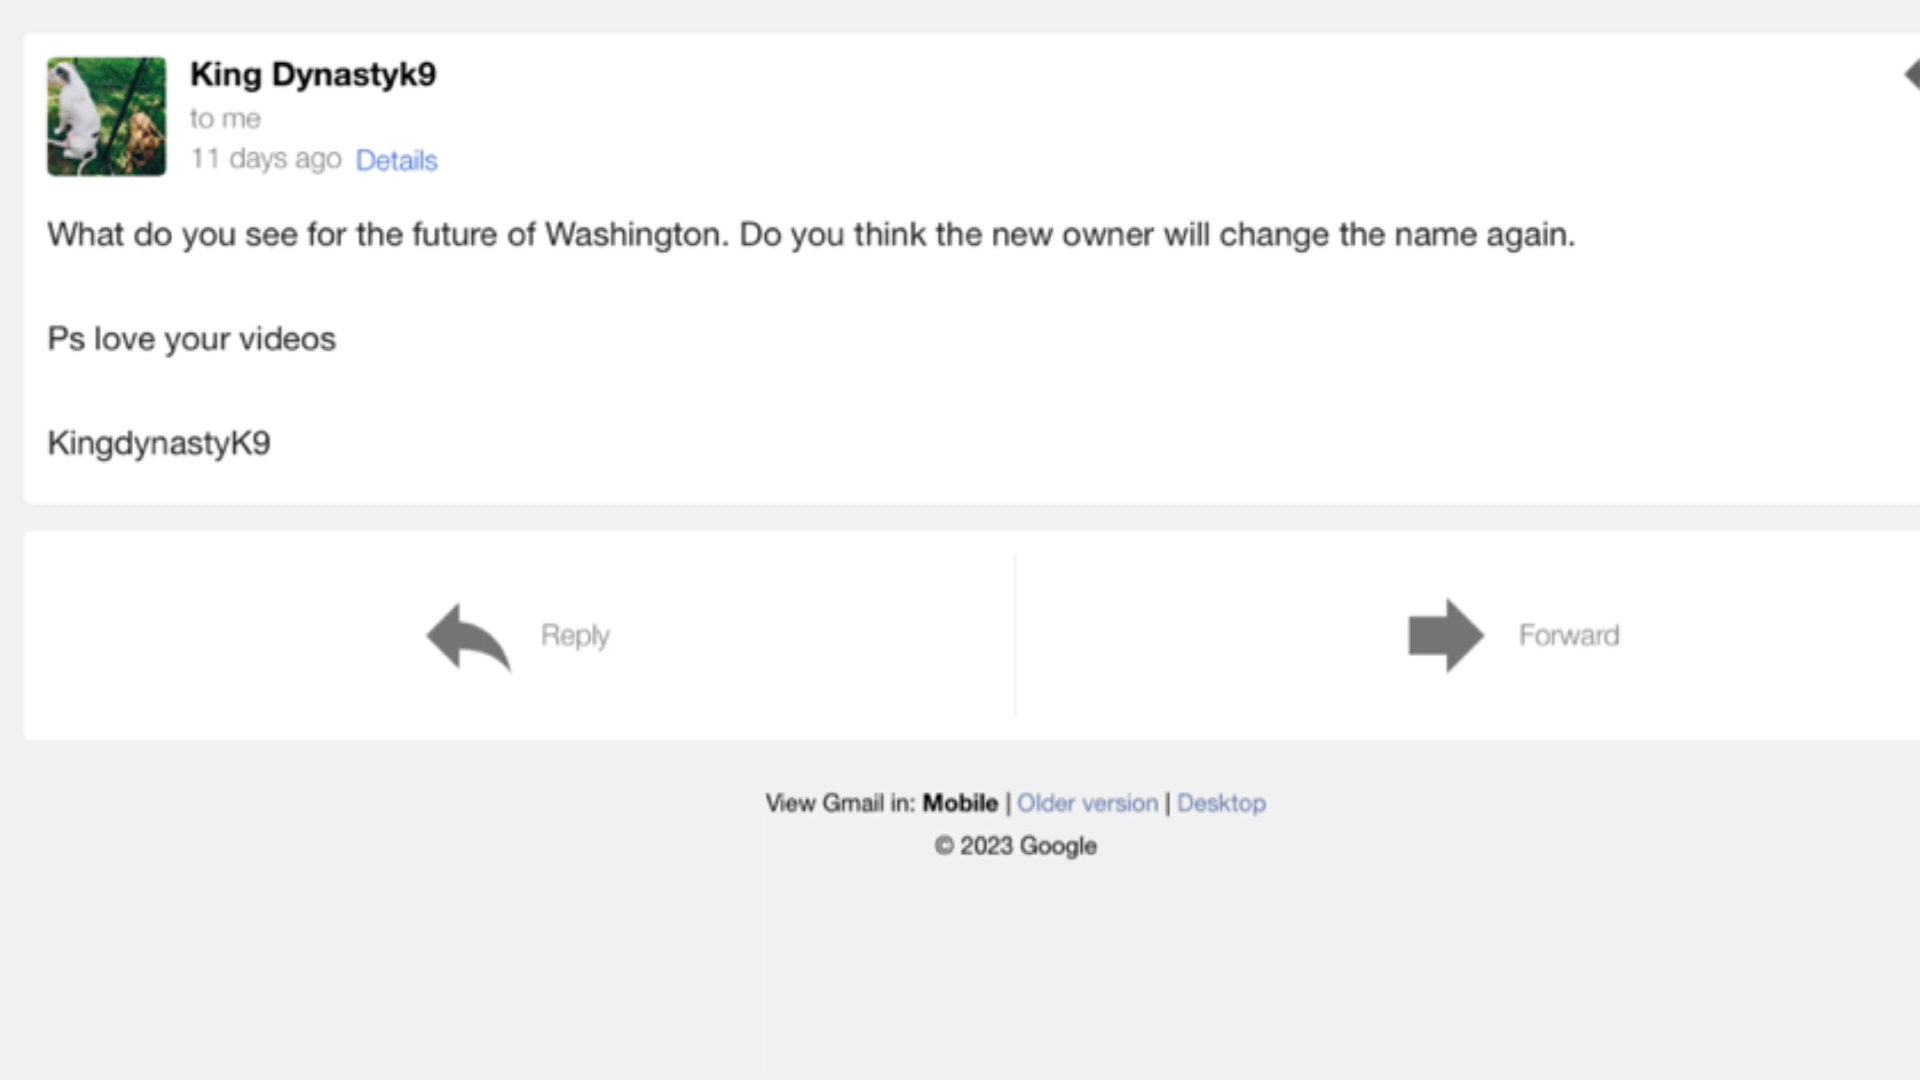 King Dynastyk9
to me
11 days ago Details
What do you see for the future of Washington. Do you think the new owner will change the name again.
Ps love your videos
KingdynastyK9
Reply
Forward
View Gmail in: Mobile | Older version | Desktop
© 2023 Google